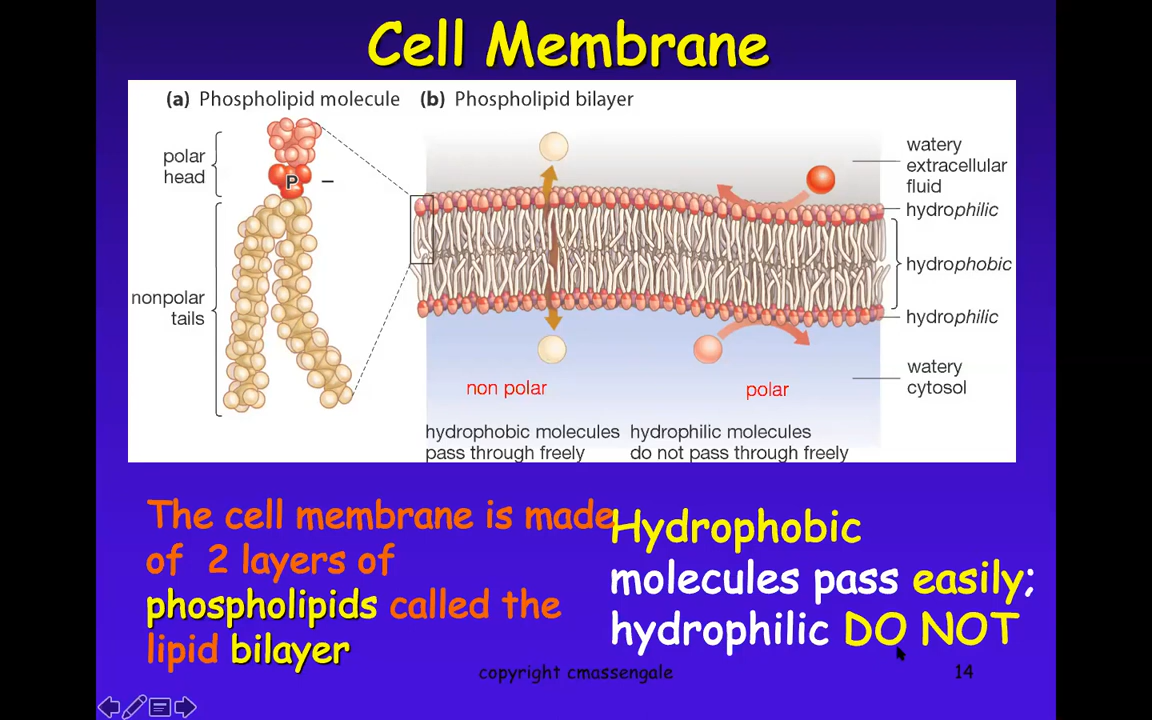 Cell Membrane
(a) Phospholipid molecule
(b) Phospholipid bilayer
polar
head
P
–
nonpolar
tails
watery
extracellular
fluid
hydrophilic
hydrophobic
hydrophilic
watery
cytosol
non polar
polar
hydrophobic molecules
pass through freely
hydrophilic molecules
do not pass through freely
The cell membrane is made
of 2 layers of
phospholipids called the
lipid bilayer
Hydrophobic
molecules pass easily;
hydrophilic DO NOT
copyright cmassengale
14